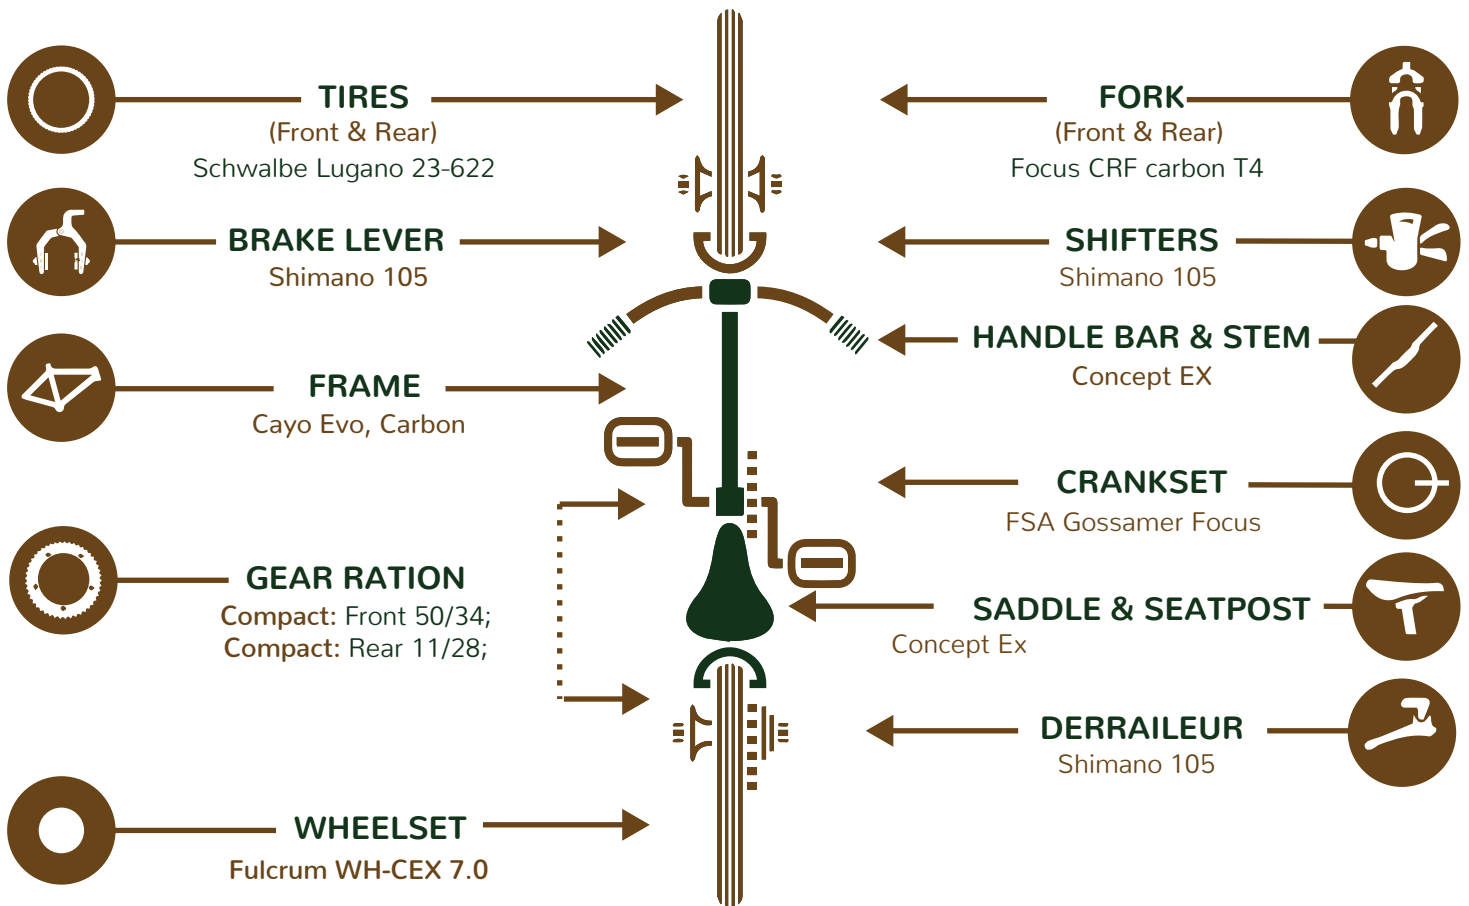 TIRES
(Front & Rear)
Schwalbe Lugano 23-622
BRAKE LEVER
Shimano 105
FRAME
Cayo Evo, Carbon
GEAR RATION
Compact: Front 50/34;
Compact: Rear 11/28;
WHEELSET
Fulcrum WH-CEX 7.0
FORK
(Front & Rear)
Focus CRF carbon T4
SHIFTERS
Shimano 105
HANDLE BAR & STEM
Concept EX
CRANKSET
FSA Gossamer Focus
SADDLE & SEATPOST
Concept Ex
DERRAILEUR
Shimano 105